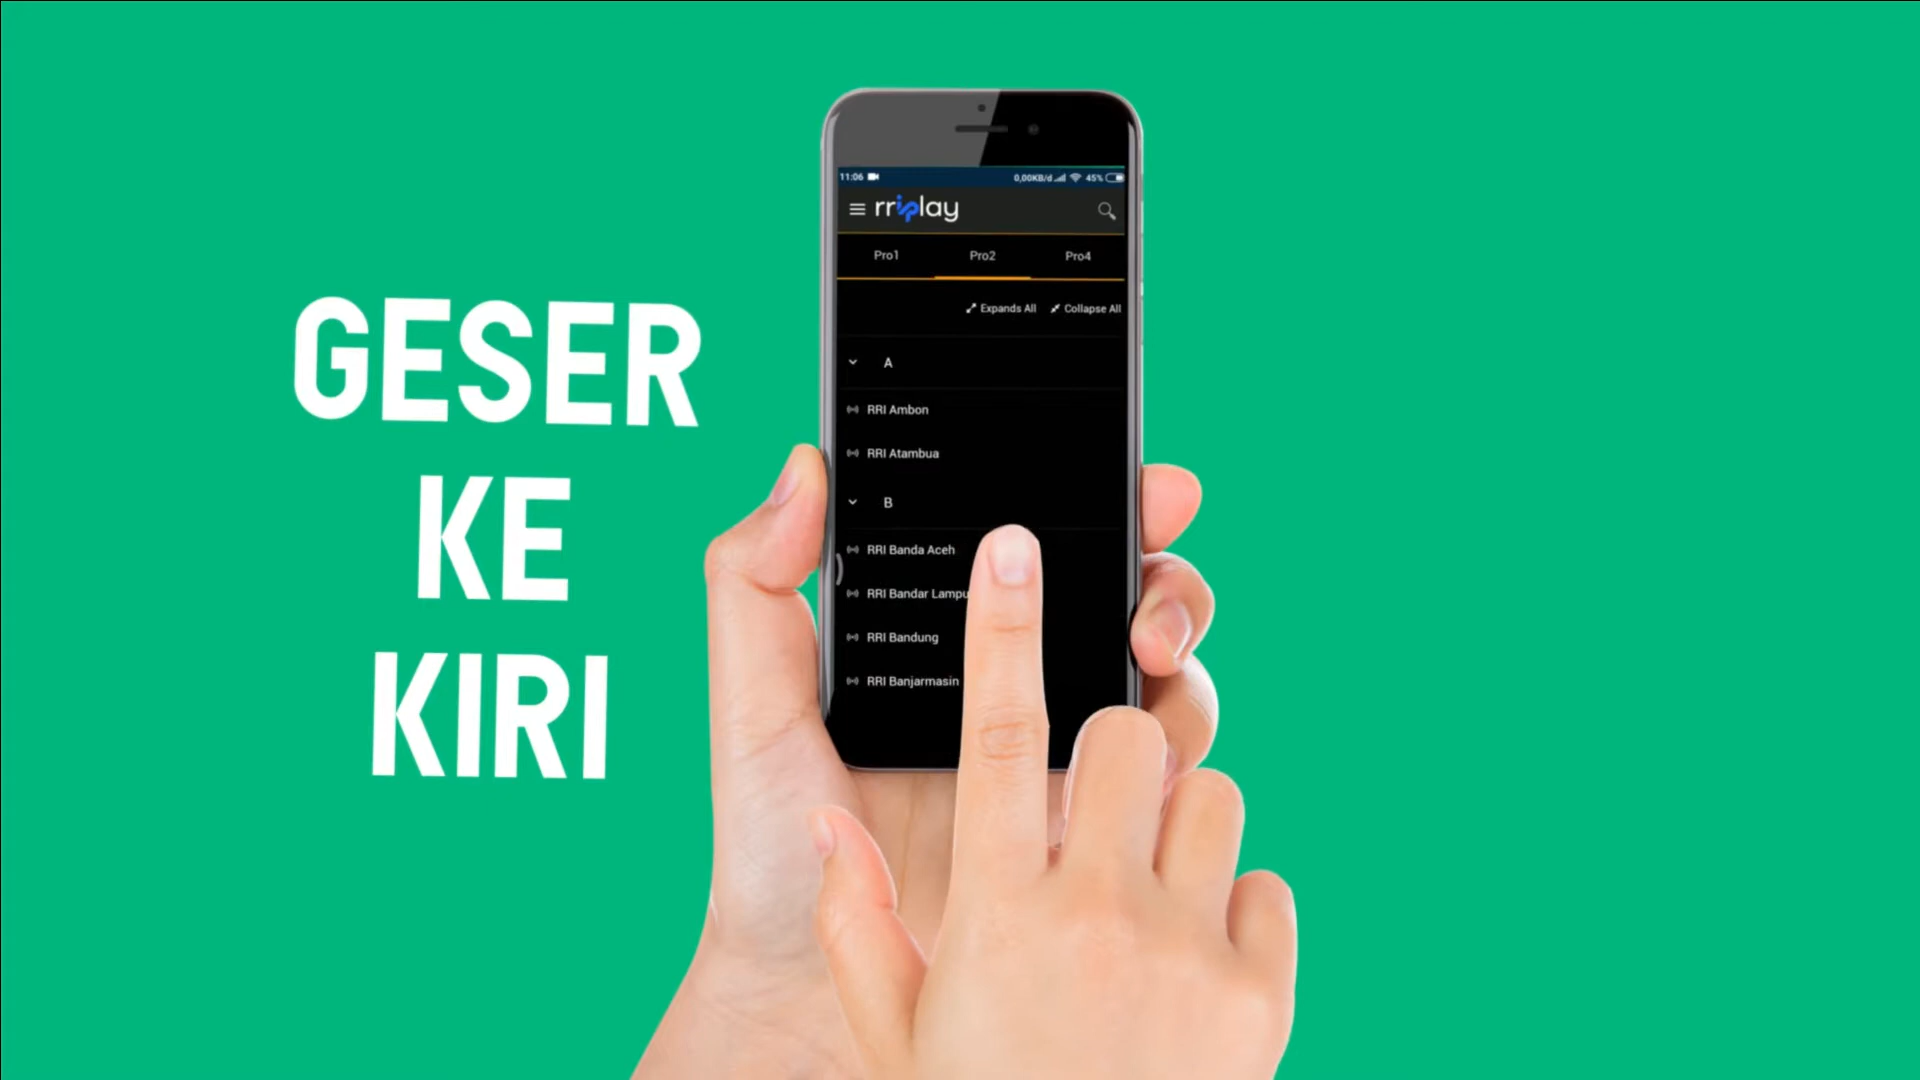 GESER
KE
KIRI
11:06
0,00KB/d
45%
rriplay
Pro1
Pro2
Pro4
Expands All
Collapse All
A
RRI Ambon
RRI Atambua
B
RRI Banda Aceh
RRI Bandar Lampu
RRI Bandung
RRI Banjarmasin